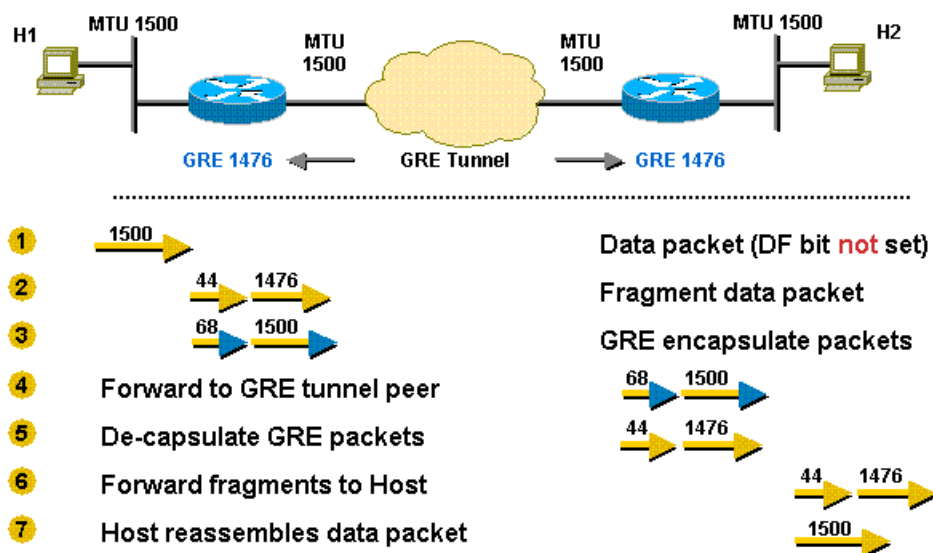 H1
MTU 1500
MTU
1500
MTU
1500
MTU 1500
H2
GRE 1476
GRE Tunnel
GRE 1476
1
1500
Data packet (DF bit not set)
2
44 1476
Fragment data packet
3
68 1500
GRE encapsulate packets
4
Forward to GRE tunnel peer
68 1500
5
De-capsulate GRE packets
44 1476
6
Forward fragments to Host
44 1476
7
Host reassembles data packet
1500